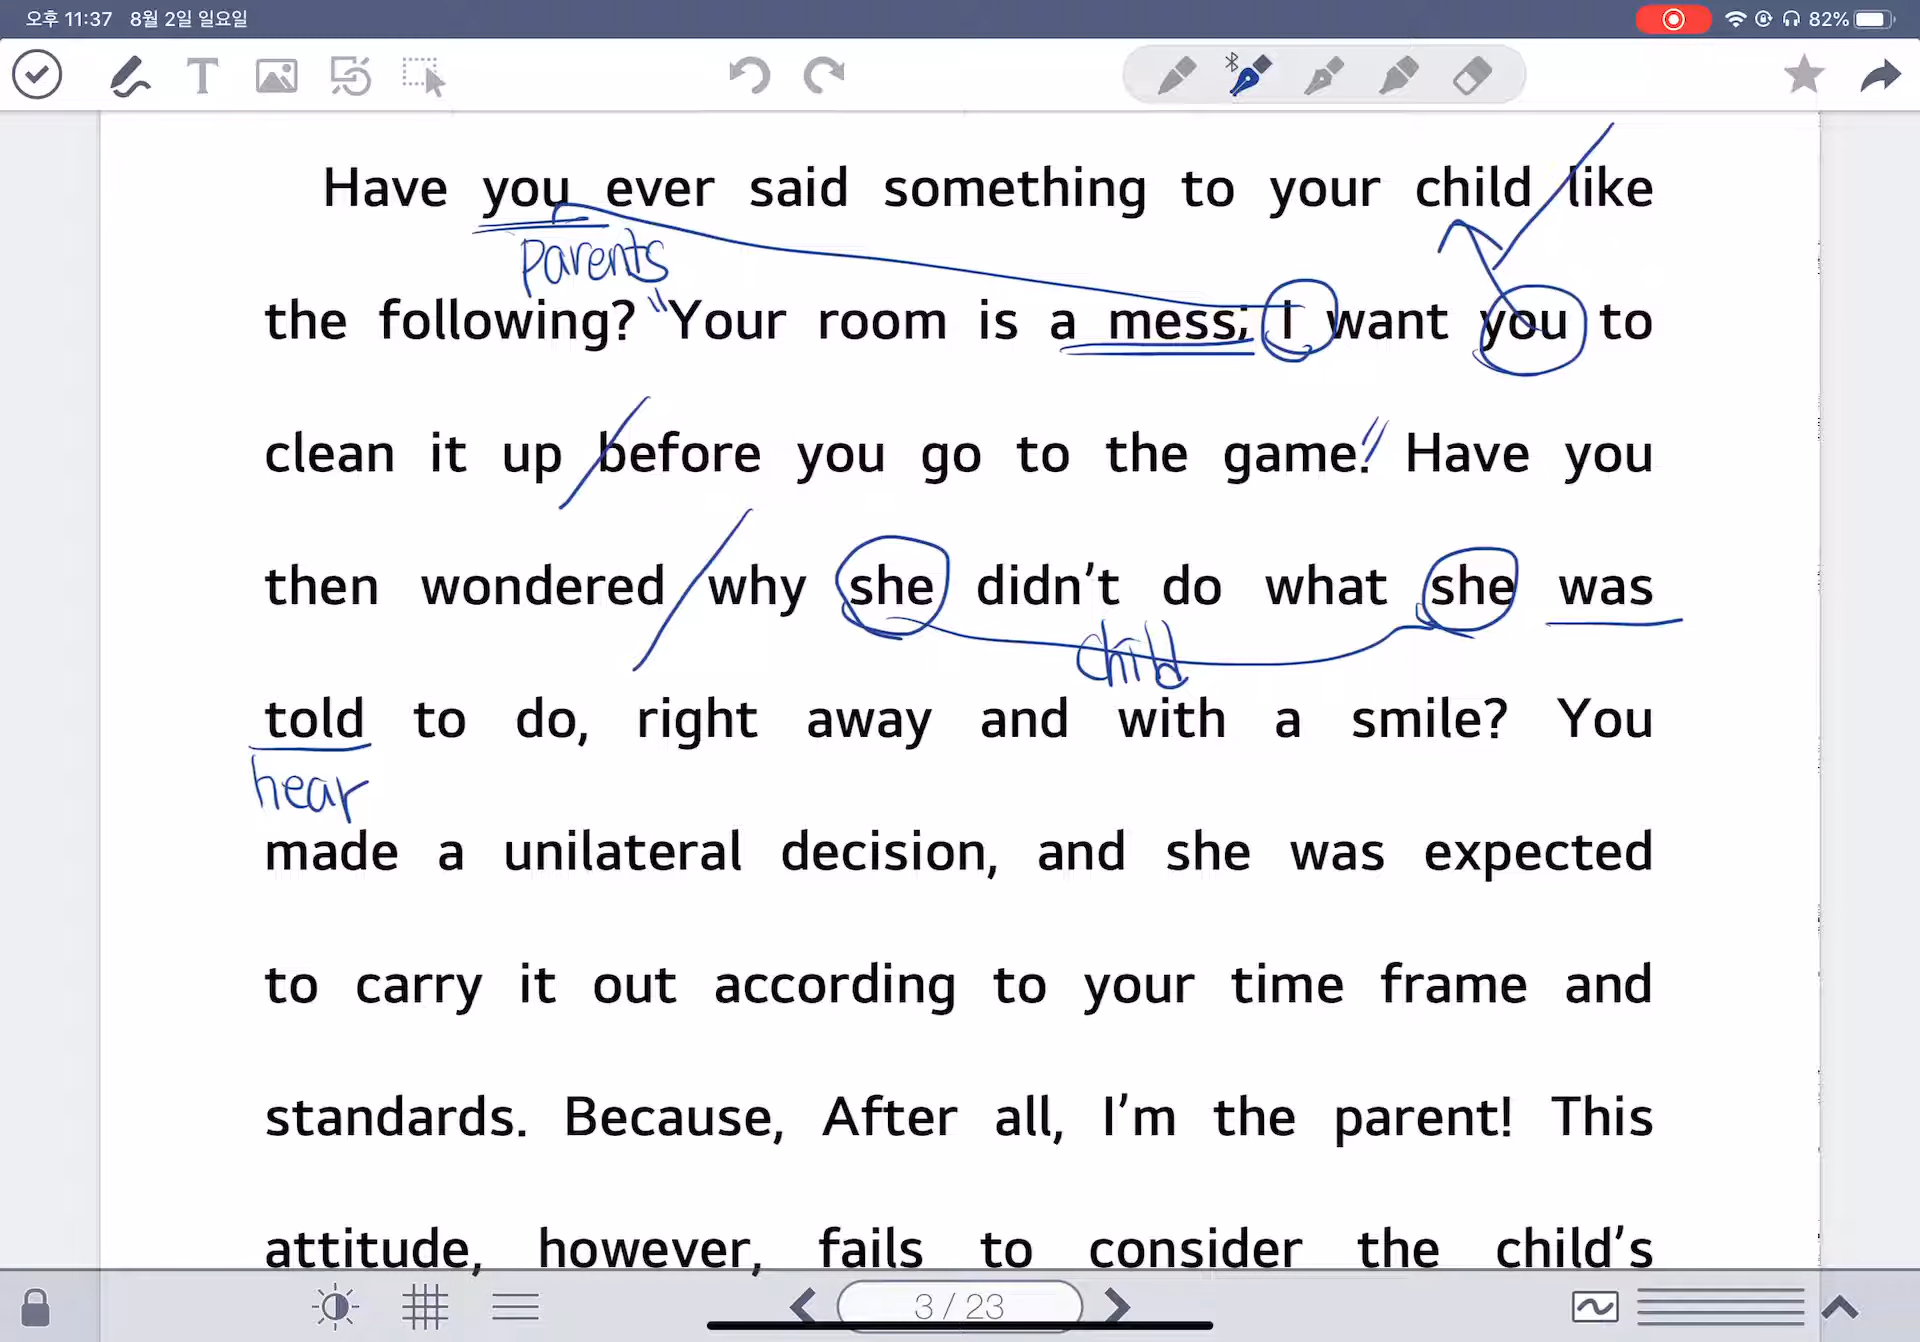 오후 11:37 8월 2일 일요일 82%
T
Have you ever said something to your child like
parents
the following? "Your room is a mess; I want you to
clean it up before you go to the game." Have you
then wondered why she didn't do what she was
child
told to do, right away and with a smile? You
hear
made a unilateral decision, and she was expected
to carry it out according to your time frame and
standards. Because, After all, I'm the parent! This
attitude, however, fails to consider the child's
3 / 23